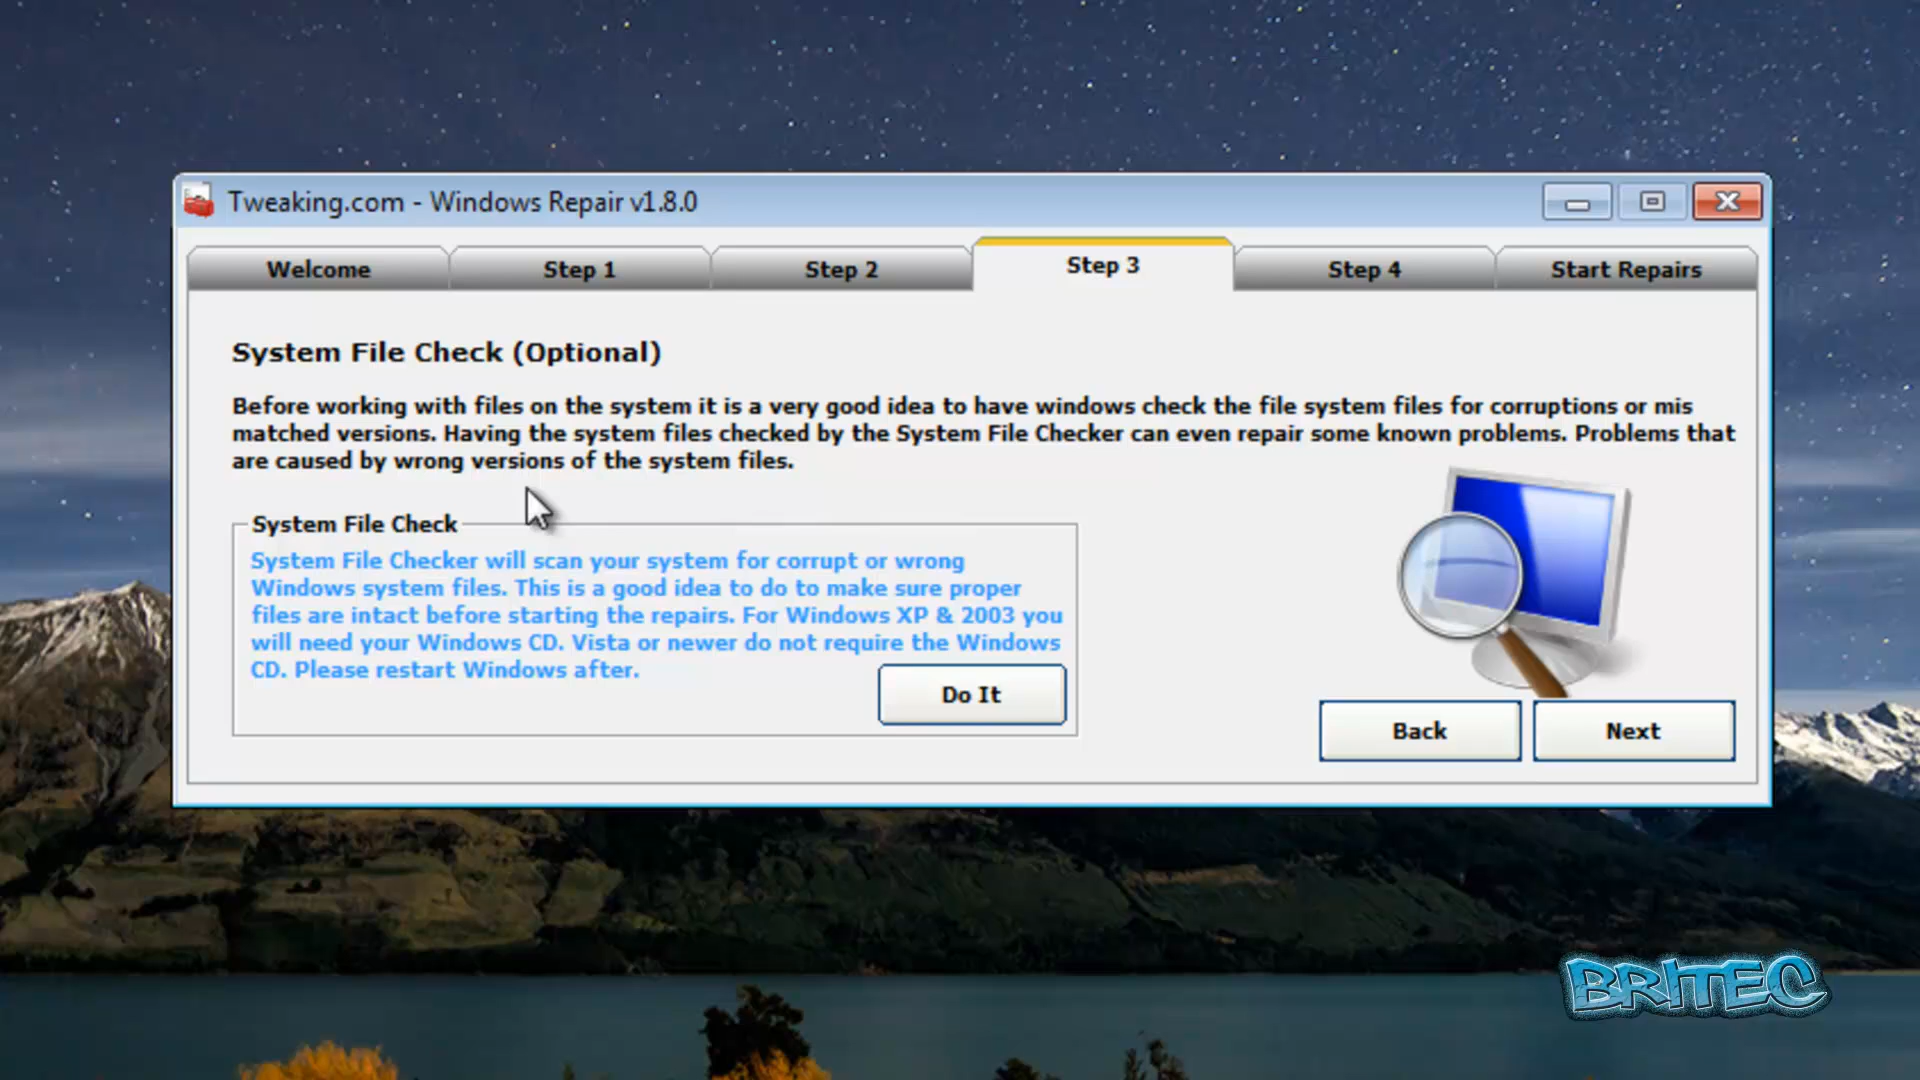 Tweaking.com - Windows Repair v1.8.0
Welcome
Step 1
Step 2
Step 3
Step 4
Start Repairs
System File Check (Optional)
Before working with files on the system it is a very good idea to have windows check the file system files for corruptions or mis
matched versions. Having the system files checked by the System File Checker can even repair some known problems. Problems that
are caused by wrong versions of the system files.
System File Check
System File Checker will scan your system for corrupt or wrong
Windows system files. This is a good idea to do to make sure proper
files are intact before starting the repairs. For Windows XP & 2003 you
will need your Windows CD. Vista or newer do not require the Windows
CD. Please restart Windows after.
Do It
Back
Next
BRITEC